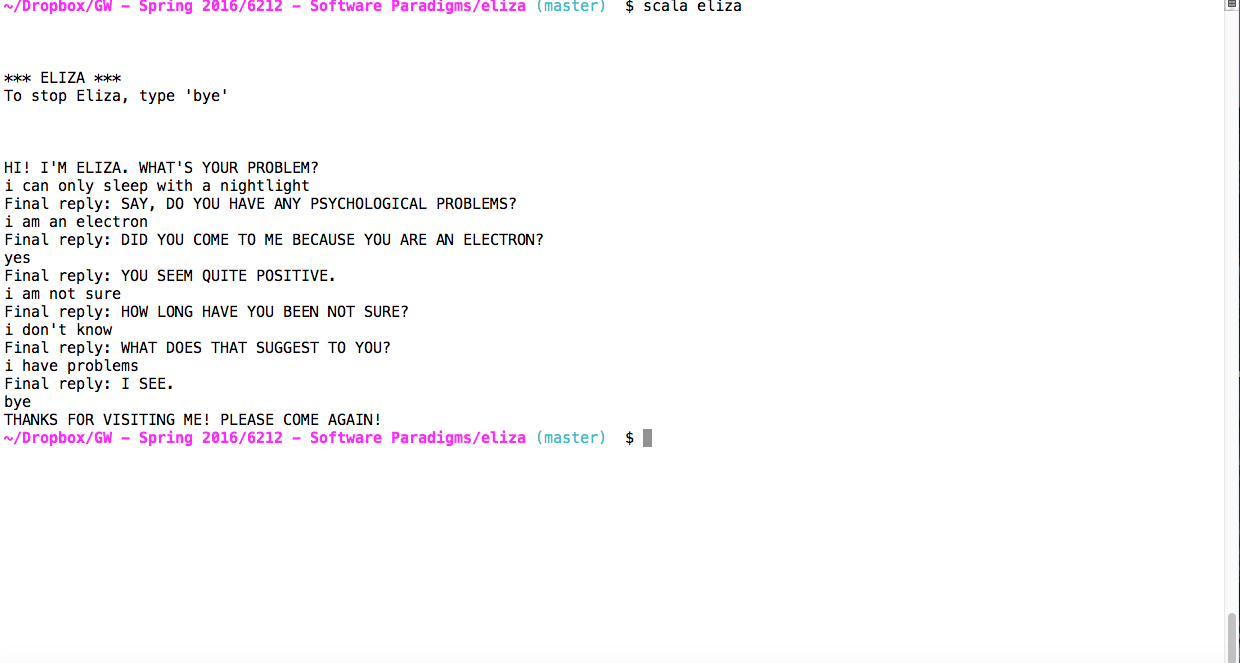 ~/Dropbox/GW - Spring 2016/6212 - Software Paradigms/eliza (master)  $ scala eliza
*** ELIZA ***
To stop Eliza, type 'bye'
HI! I'M ELIZA. WHAT'S YOUR PROBLEM?
i can only sleep with a nightlight
Final reply: SAY, DO YOU HAVE ANY PSYCHOLOGICAL PROBLEMS?
i am an electron
Final reply: DID YOU COME TO ME BECAUSE YOU ARE AN ELECTRON?
yes
Final reply: YOU SEEM QUITE POSITIVE.
i am not sure
Final reply: HOW LONG HAVE YOU BEEN NOT SURE?
i don't know
Final reply: WHAT DOES THAT SUGGEST TO YOU?
i have problems
Final reply: I SEE.
bye
THANKS FOR VISITING ME! PLEASE COME AGAIN!
~/Dropbox/GW - Spring 2016/6212 - Software Paradigms/eliza (master)  $